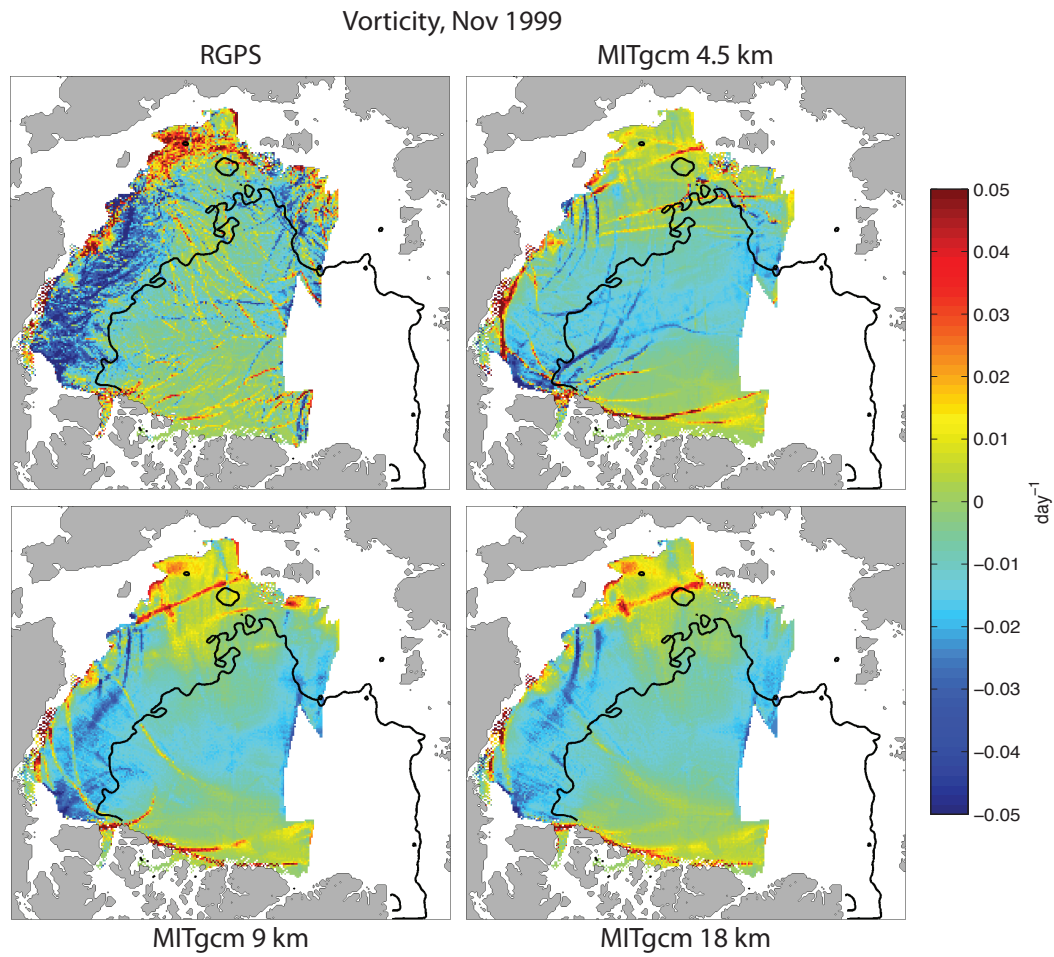 Vorticity, Nov 1999
RGPS
MITgcm 4.5 km
0.05
0.04
0.03
0.02
0.01
0
−0.01
−0.02
−0.03
−0.04
−0.05
day⁻¹
MITgcm 9 km
MITgcm 18 km